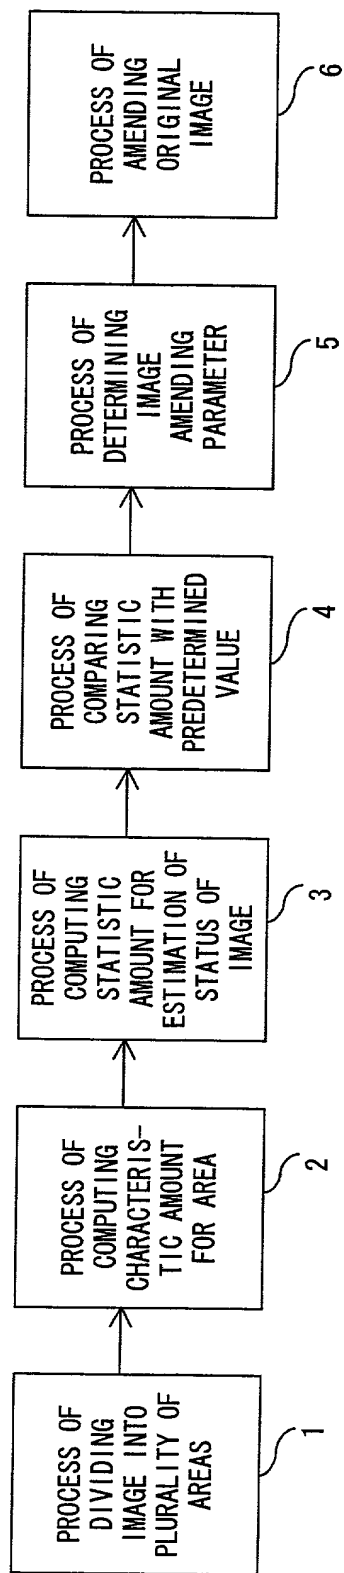 PROCESS OF
DIVIDING
IMAGE INTO
PLURALITY OF
AREAS
1
PROCESS OF
COMPUTING
CHARACTERIS-
TIC AMOUNT
FOR AREA
2
PROCESS OF
COMPUTING
STATISTIC
AMOUNT FOR
ESTIMATION OF
STATUS OF
IMAGE
3
PROCESS OF
COMPARING
STATISTIC
AMOUNT WITH
PREDETERMINED
VALUE
4
PROCESS OF
DETERMINING
IMAGE
AMENDING
PARAMETER
5
PROCESS OF
AMENDING
ORIGINAL
IMAGE
6